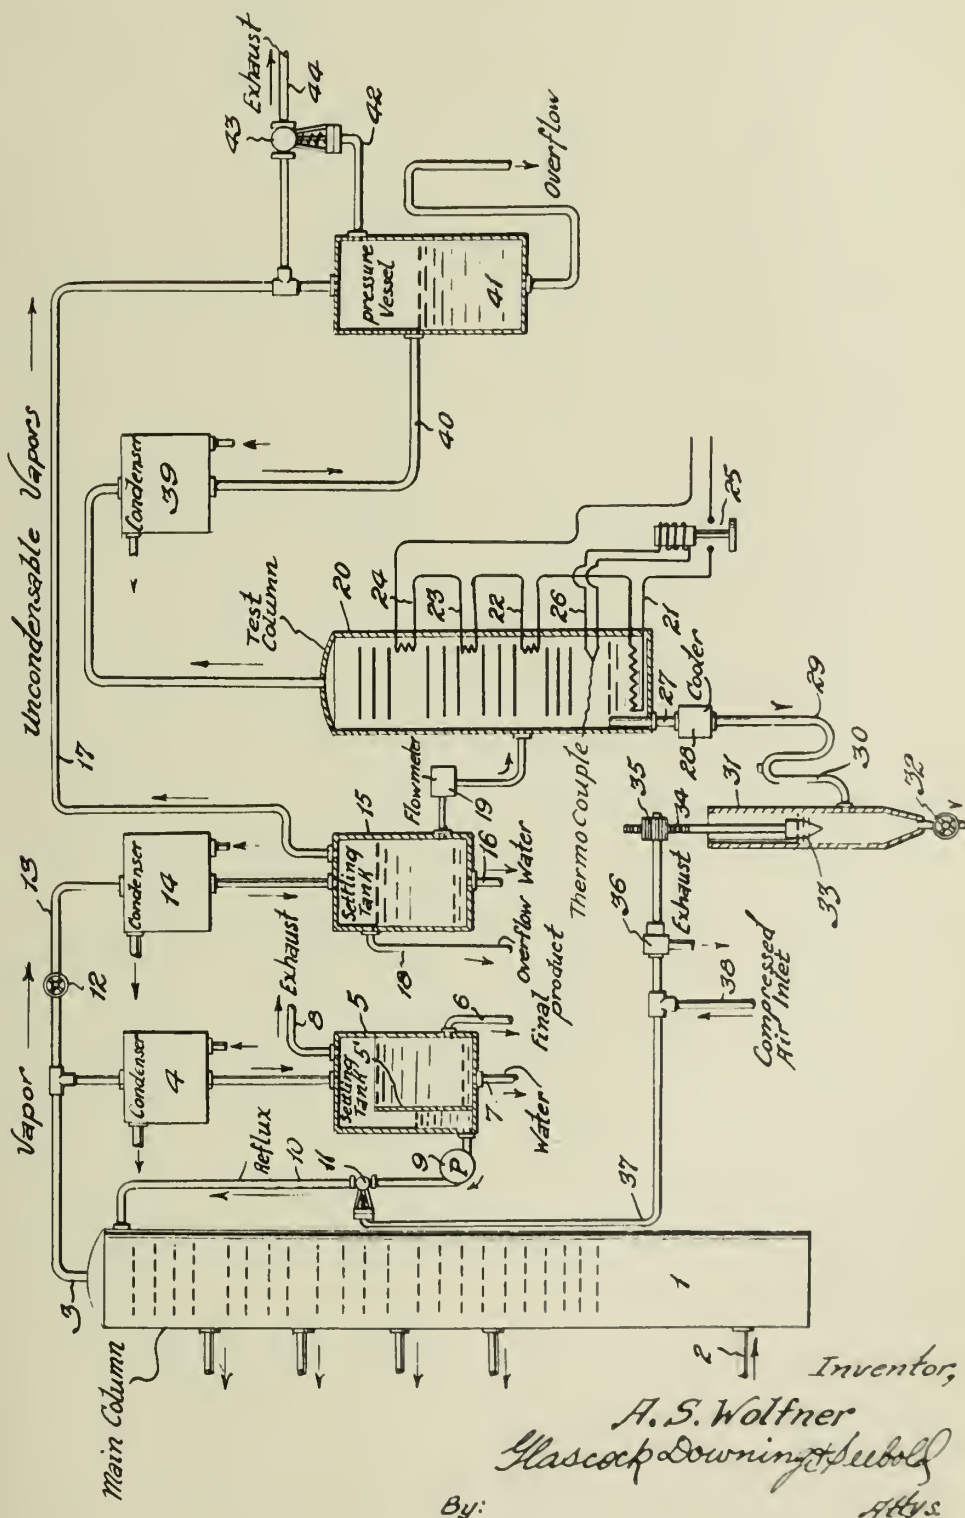 Exhaust
44
43
42
Overflow
Uncondensable Vapors
17
pressure
Vessel
41
Condenser
39
40
Test
Column
20
24
23
22
26
21
25
27
Cooler
28
29
30
31
32
V
33
34
35
Thermo Couple
Flowmeter
19
Vapor
13
12
Condenser
14
Settling
Tank
15
16
Water
Overflow
18
Condenser
4
Exhaust
8
Settling
Tank
5
5'
6
Final
product
7
Water
9
P
Reflux
10
11
36
Exhaust
38
Compressed
Air Inlet
37
3
1
2
Main Column
Inventor,
A. S. Wolfner
Glascock Downing & Seebold
By:
Attys.